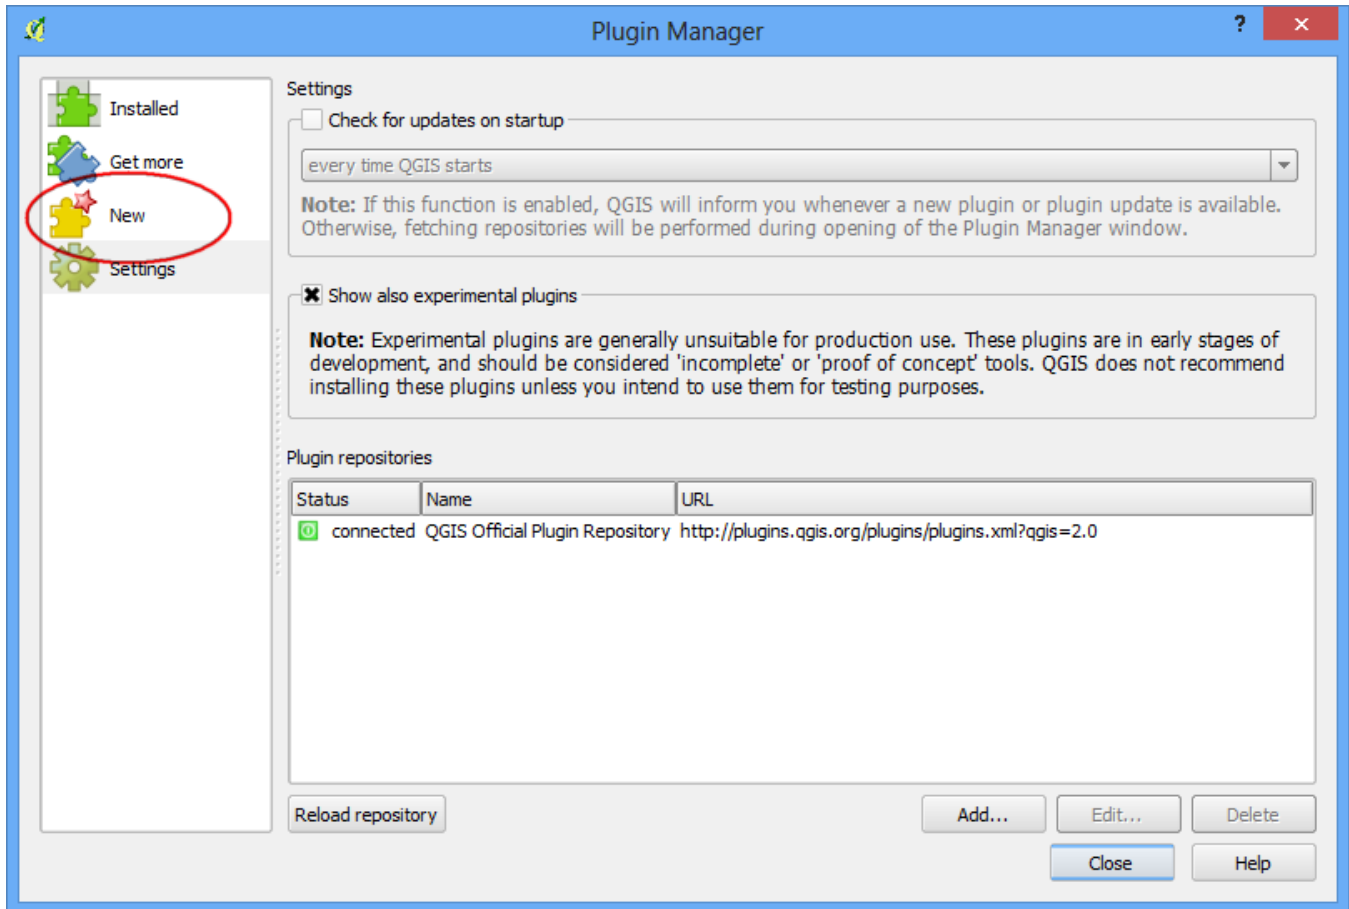 Plugin Manager
?
Installed
Get more
New
Settings
Settings
Check for updates on startup
every time QGIS starts
Note: If this function is enabled, QGIS will inform you whenever a new plugin or plugin update is available.
Otherwise, fetching repositories will be performed during opening of the Plugin Manager window.
Show also experimental plugins
Note: Experimental plugins are generally unsuitable for production use. These plugins are in early stages of
development, and should be considered 'incomplete' or 'proof of concept' tools. QGIS does not recommend
installing these plugins unless you intend to use them for testing purposes.
Plugin repositories
Status Name URL
connected QGIS Official Plugin Repository http://plugins.qgis.org/plugins/plugins.xml?qgis=2.0
Reload repository Add... Edit... Delete
Close Help